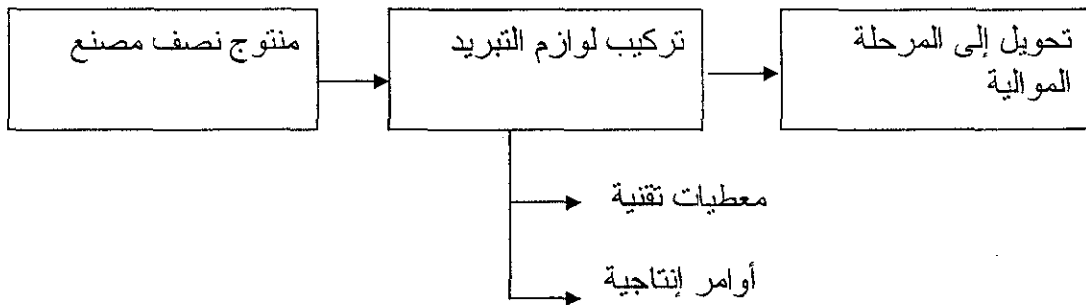 منتوج نصف مصنع
تركيب لوازم التبريد
تحويل إلى المرحلة
الموالية
معطيات تقنية
أوامر إنتاجية